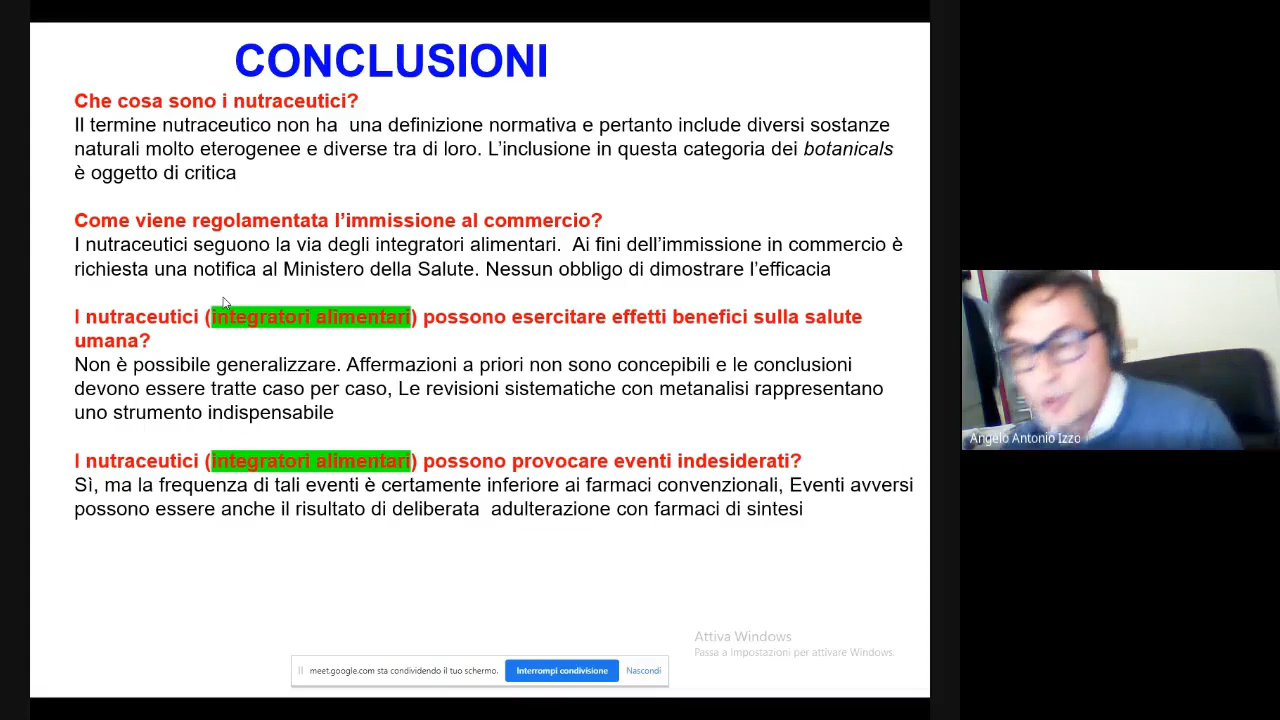 CONCLUSIONI
Che cosa sono i nutraceutici?
Il termine nutraceutico non ha una definizione normativa e pertanto include diversi sostanze
naturali molto eterogenee e diverse tra di loro. L'inclusione in questa categoria dei botanicals
è oggetto di critica
Come viene regolamentata l'immissione al commercio?
I nutraceutici seguono la via degli integratori alimentari. Ai fini dell'immissione in commercio è
richiesta una notifica al Ministero della Salute. Nessun obbligo di dimostrare l'efficacia
I nutraceutici (integratori alimentari) possono esercitare effetti benefici sulla salute
umana?
Non è possibile generalizzare. Affermazioni a priori non sono concepibili e le conclusioni
devono essere tratte caso per caso, Le revisioni sistematiche con metanalisi rappresentano
uno strumento indispensabile
I nutraceutici (integratori alimentari) possono provocare eventi indesiderati?
Sì, ma la frequenza di tali eventi è certamente inferiore ai farmaci convenzionali, Eventi avversi
possono essere anche il risultato di deliberata adulterazione con farmaci di sintesi
Angelo Antonio Izzo
Attiva Windows
Passa a Impostazioni per attivare Windows.
meet.google.com sta condividendo il tuo schermo. Interrompi condivisione Nascondi